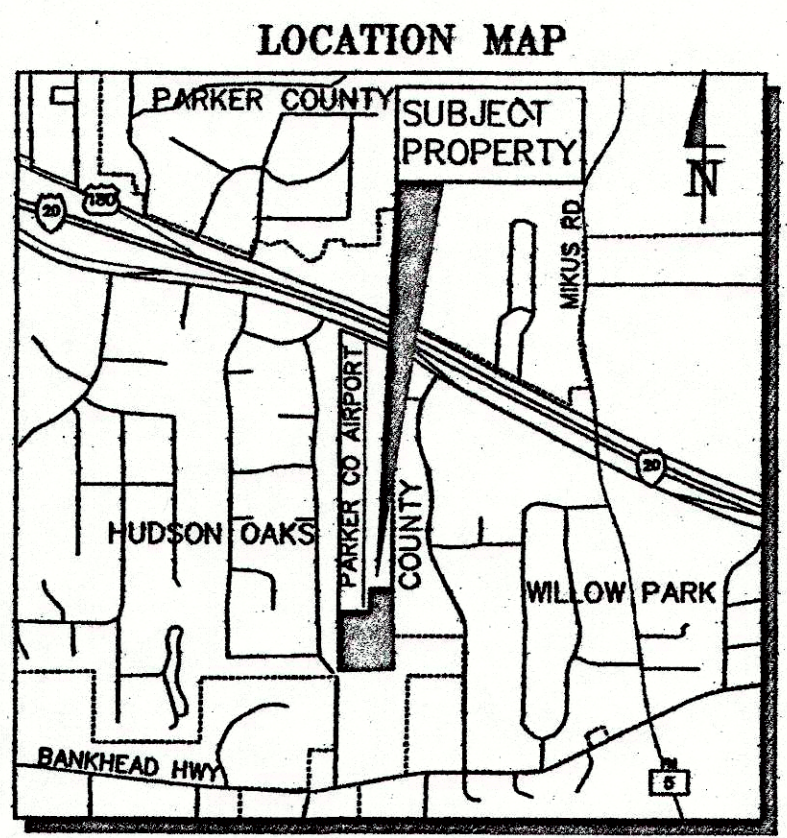 LOCATION MAP
PARKER COUNTY
SUBJECT
PROPERTY
N
180
20
MIKUS RD
PARKER CO AIRPORT
COUNTY
20
HUDSON OAKS
WILLOW PARK
BANKHEAD HWY
FM
5